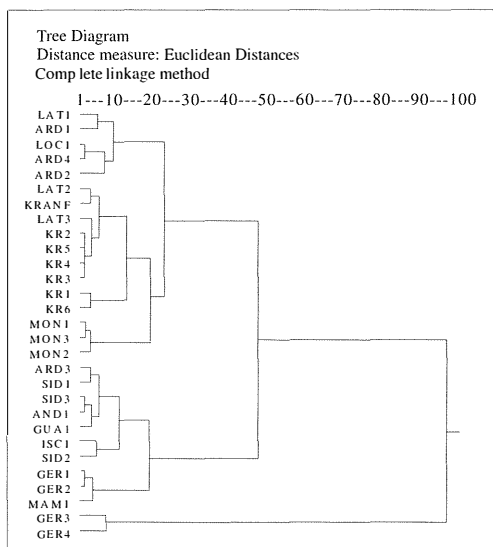 Tree Diagram
Distance measure: Euclidean Distances
Comp lete linkage method
1---10---20---30---40---50---60---70---80---90---100
LAT1
ARD1
LOC1
ARD4
ARD2
LAT2
KRANF
LAT3
KR2
KR5
KR4
KR3
KR1
KR6
MON1
MON3
MON2
ARD3
SID1
SID3
AND1
GUA1
ISC1
SID2
GER1
GER2
MAM1
GER3
GER4